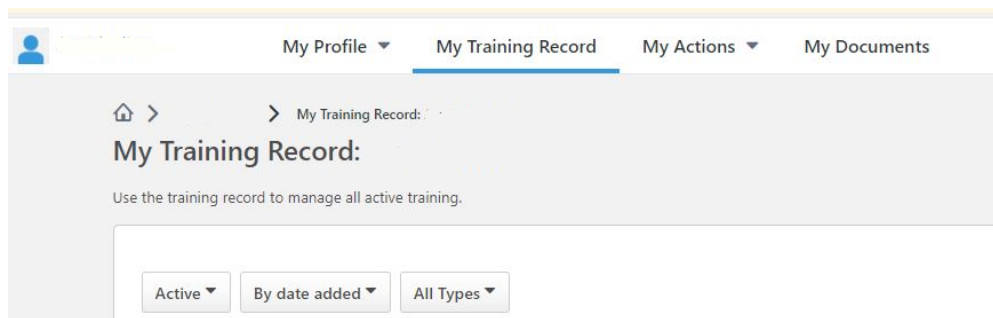 My Profile My Training Record My Actions My Documents
My Training Record:
My Training Record:
Use the training record to manage all active training.
Active By date added All Types